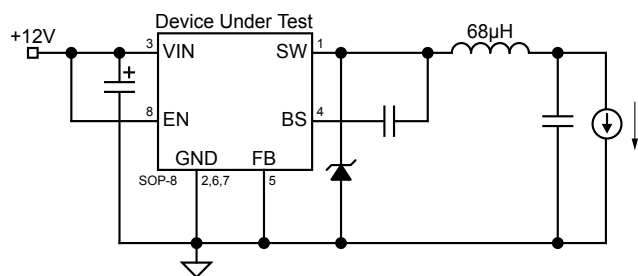 Device Under Test
+12V
3
VIN
SW
1
68µH
+
8
EN
BS
4
GND
FB
SOP-8
2,6,7
5